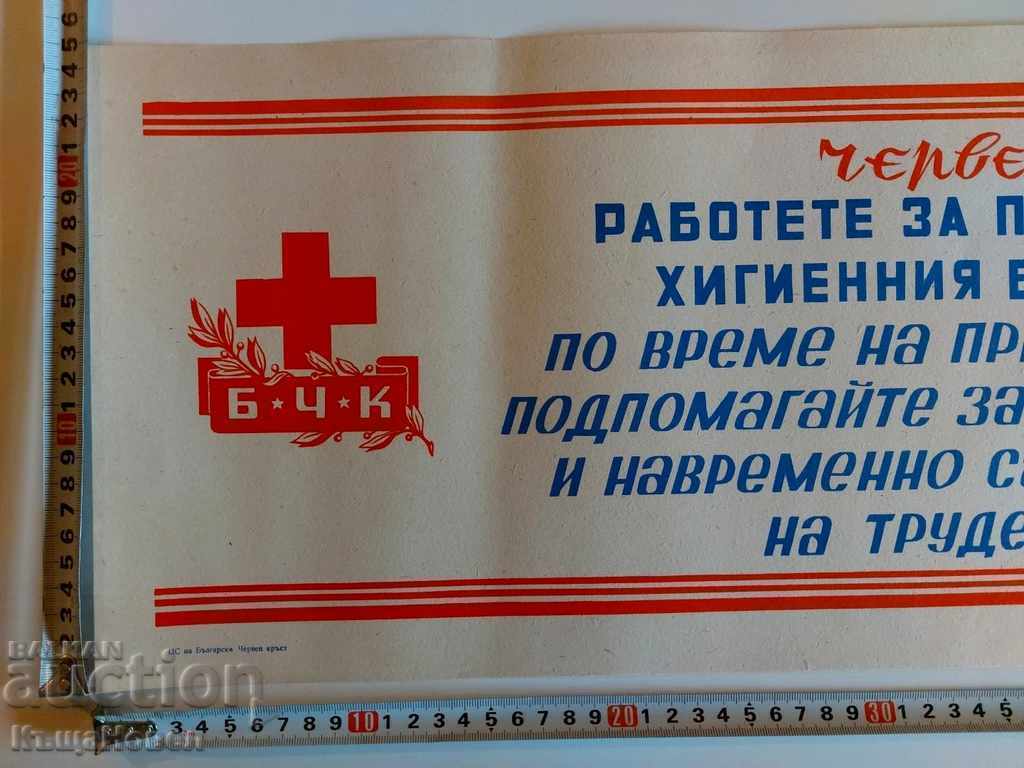 черве
РАБОТЕТЕ ЗА П
ХИГИЕННИЯ
по време на пр
подпомагайте за
и навременно с
на труде
Б★Ч★К
ЦС на Български Червен кръст
BALKAN
auction
КъщаНовел